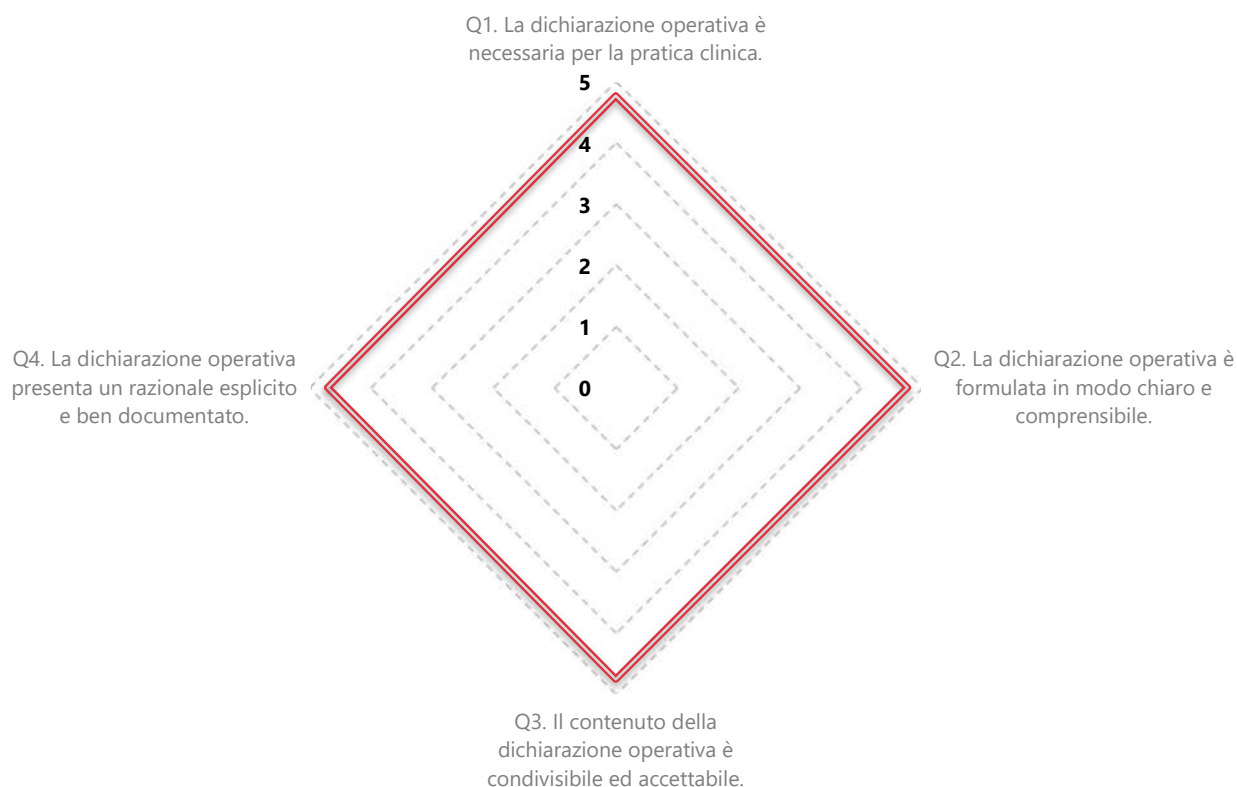 Q1. La dichiarazione operativa è
necessaria per la pratica clinica.
5
4
3
2
1
0
Q4. La dichiarazione operativa
presenta un razionale esplicito
e ben documentato.
Q2. La dichiarazione operativa è
formulata in modo chiaro e
comprensibile.
Q3. Il contenuto della
dichiarazione operativa è
condivisibile ed accettabile.